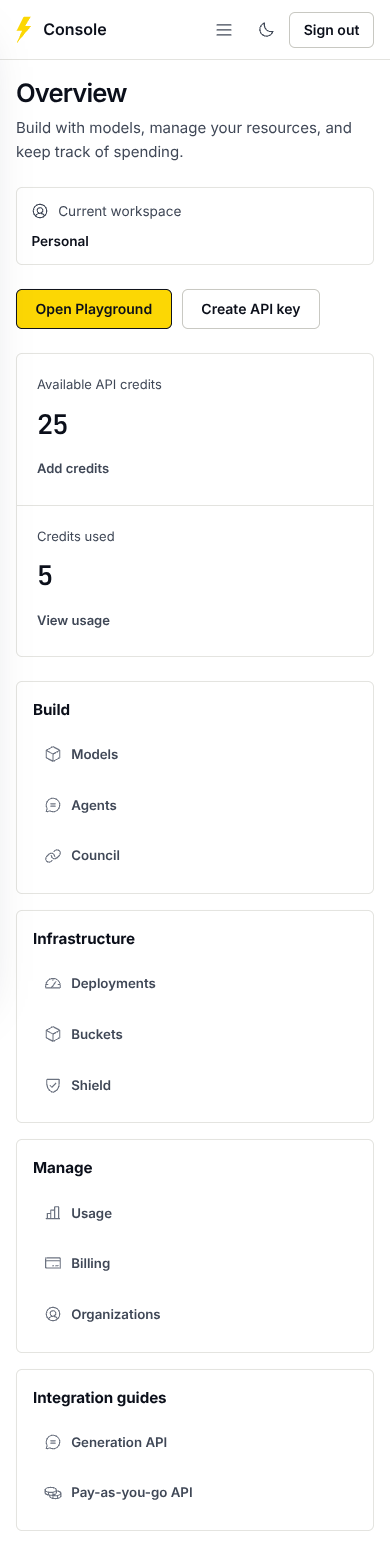 Console
Sign out
Overview
Build with models, manage your resources, and
keep track of spending.
Current workspace
Personal
Open Playground
Create API key
Available API credits
25
Add credits
Credits used
5
View usage
Build
Models
Agents
Council
Infrastructure
Deployments
Buckets
Shield
Manage
Usage
Billing
Organizations
Integration guides
Generation API
Pay-as-you-go API